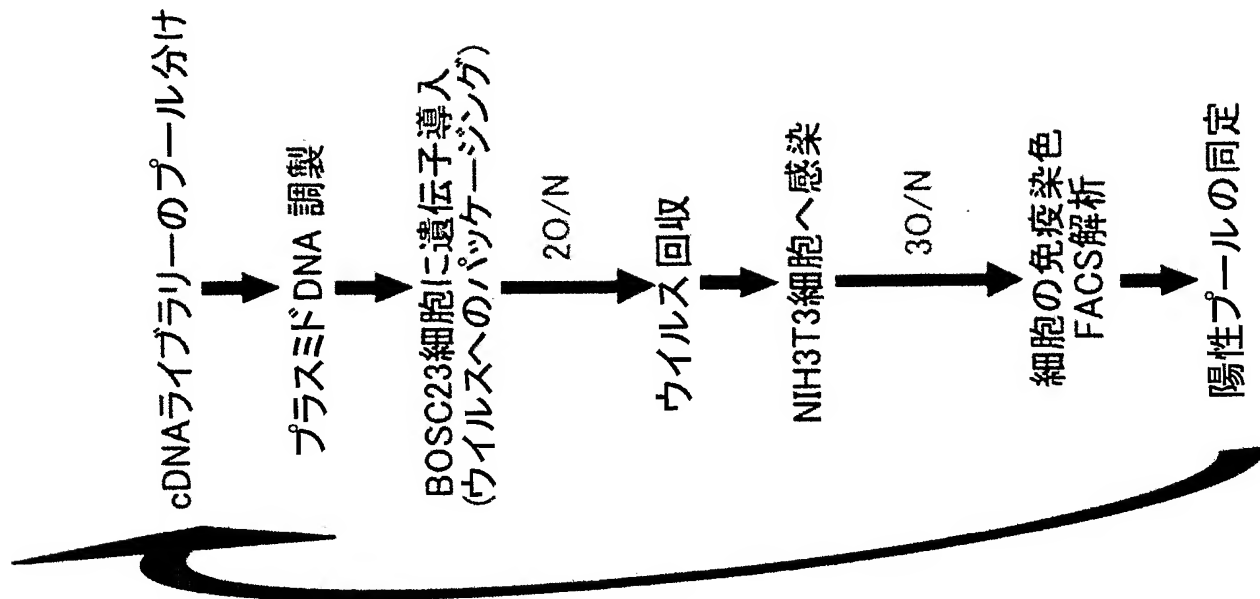 cDNAライブラリーのプール分け
プラスミドDNA 調製
BOSC23細胞に遺伝子導入
(ウイルスへのパッケージング)
2O/N
ウイルス回収
NIH3T3細胞へ感染
3O/N
細胞の免疫染色
FACS解析
陽性プールの同定